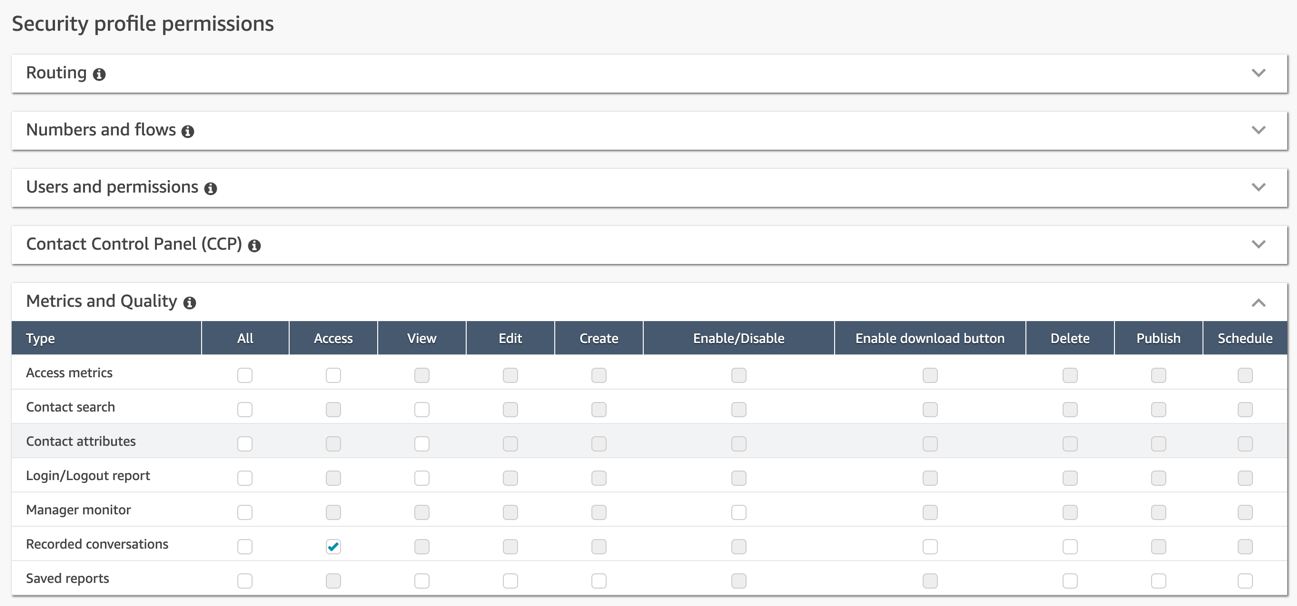 Security profile permissions
Routing
Numbers and flows
Users and permissions
Contact Control Panel (CCP)
Metrics and Quality
Type All Access View Edit Create Enable/Disable Enable download button Delete Publish Schedule
Access metrics
Contact search
Contact attributes
Login/Logout report
Manager monitor
Recorded conversations
Saved reports